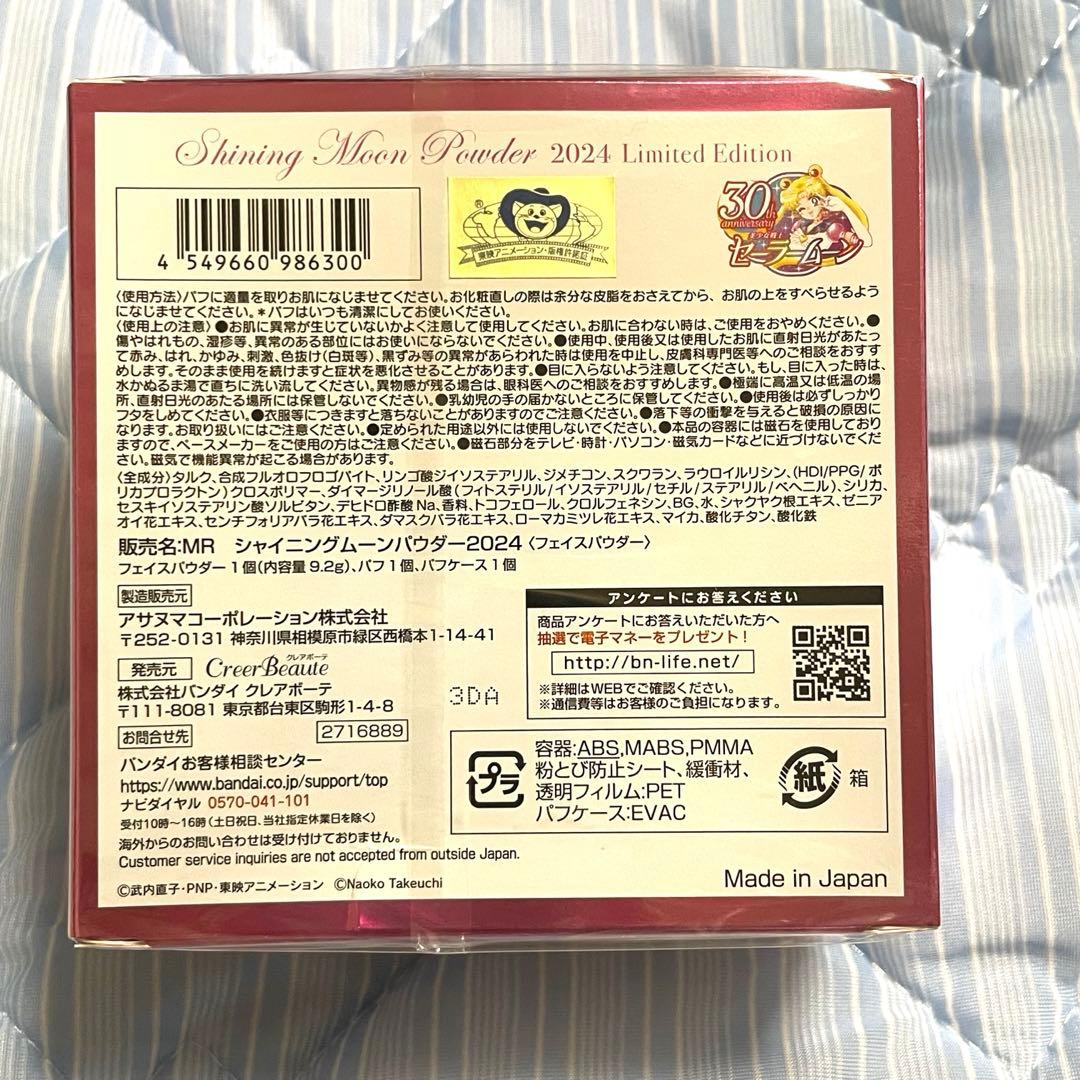 Shining Moon Powder 2024 Limited Edition
4 549660 986300
®
東映アニメーション・版権許諾証
30th
anniversary
美少女戦士
セーラームーン
〈使用方法〉パフに適量を取りお肌になじませてください。お化粧直しの際は余分な皮脂をおさえてから、お肌の上をすべらせるよう
になじませてください。＊パフはいつも清潔にしてお使いください。
〈使用上の注意〉●お肌に異常が生じていないかよく注意して使用してください。お肌に合わない時は、ご使用をおやめください。●
傷やはれもの、湿疹等、異常のある部位にはお使いにならないでください。●使用中、使用後又は使用したお肌に直射日光があたっ
て赤み、はれ、かゆみ、刺激、色抜け（白斑等）、黒ずみ等の異常があらわれた時は使用を中止し、皮膚科専門医等へのご相談をおすす
めします。そのまま使用を続けますと症状を悪化させることがあります。●目に入らないよう注意してください。もし、目に入った時は、
水かぬるま湯で直ちに洗い流してください。異物感が残る場合は、眼科医へのご相談をおすすめします。●極端に高温又は低温の場
所、直射日光のあたる場所には保管しないでください。●乳幼児の手の届かないところに保管してください。●使用後は必ずしっかり
フタをしめてください。●衣服等につきますと落ちないことがありますのでご注意ください。●落下等の衝撃を与えると破損の原因に
なります。お取り扱いにはご注意ください。●定められた用途以外には使用しないでください。●本品の容器には磁石を使用しており
ますので、ペースメーカーをご使用の方はご注意ください。●磁石部分をテレビ・時計・パソコン・磁気カードなどに近づけないでくだ
さい。磁気で機能異常が起こる場合があります。
〈全成分〉タルク、合成フルオロフロゴパイト、リンゴ酸ジイソステアリル、ジメチコン、スクワラン、ラウロイルリシン、（HDI/PPG/ポ
リカプロラクトン）クロスポリマー、ダイマージリノール酸（フィトステリル/イソステアリル/セチル/ステアリル/ベヘニル）、シリカ、
セスキイソステアリン酸ソルビタン、デヒドロ酢酸Na、香料、トコフェロール、クロルフェネシン、BG、水、シャクヤク根エキス、ゼニア
オイ花エキス、センチフォリアバラ花エキス、ダマスクバラ花エキス、ローマカミツレ花エキス、マイカ、酸化チタン、酸化鉄
販売名:MR シャイニングムーンパウダー2024〈フェイスパウダー〉
フェイスパウダー1個（内容量9.2g）、パフ1個、パフケース1個
製造販売元
アサヌマコーポレーション株式会社
〒252-0131 神奈川県相模原市緑区西橋本1-14-41
発売元 CreerBeaute クレアボーテ
株式会社バンダイ クレアボーテ
〒111-8081 東京都台東区駒形1-4-8
お問合せ先 2716889
バンダイお客様相談センター
https://www.bandai.co.jp/support/top
ナビダイヤル 0570-041-101
受付10時～16時（土日祝日、当社指定休業日を除く）
海外からのお問い合わせは受け付けておりません。
Customer service inquiries are not accepted from outside Japan.
©武内直子・PNP・東映アニメーション ©Naoko Takeuchi
3DA
アンケートにお答えください
商品アンケートにお答えいただいた方へ
抽選で電子マネーをプレゼント！
http://bn-life.net/
※詳細はWEBでご確認ください。
※通信費等はお客様のご負担になります。
プラ
容器:ABS,MABS,PMMA
粉とび防止シート、緩衝材、
透明フィルム:PET
パフケース:EVAC
紙 箱
Made in Japan